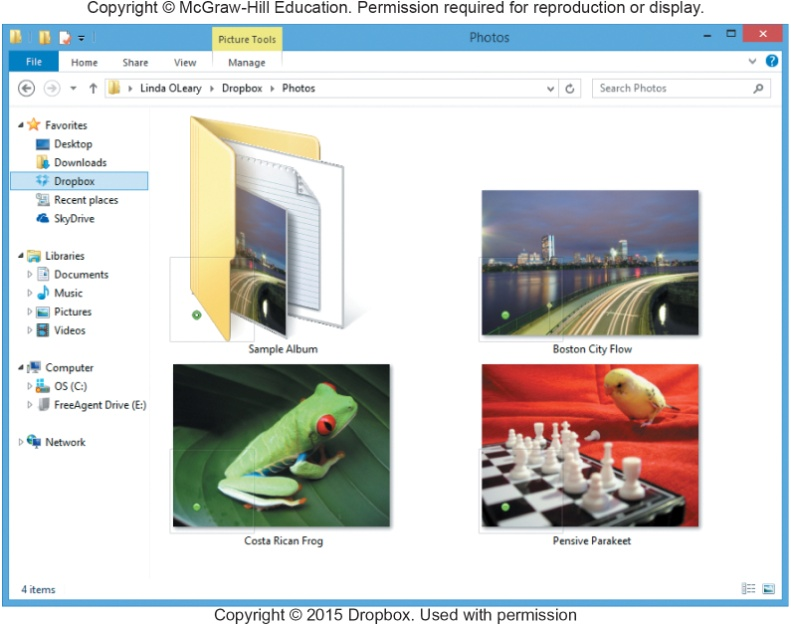 Copyright © McGraw-Hill Education. Permission required for reproduction or display.
Picture Tools
Photos
File
Home
Share
View
Manage
Linda OLeary
Dropbox
Photos
Search Photos
Favorites
Desktop
Downloads
Dropbox
Recent places
SkyDrive
Libraries
Documents
Music
Pictures
Videos
Computer
OS (C:)
FreeAgent Drive (E:)
Network
Sample Album
Boston City Flow
Costa Rican Frog
Pensive Parakeet
4 items
Copyright © 2015 Dropbox. Used with permission